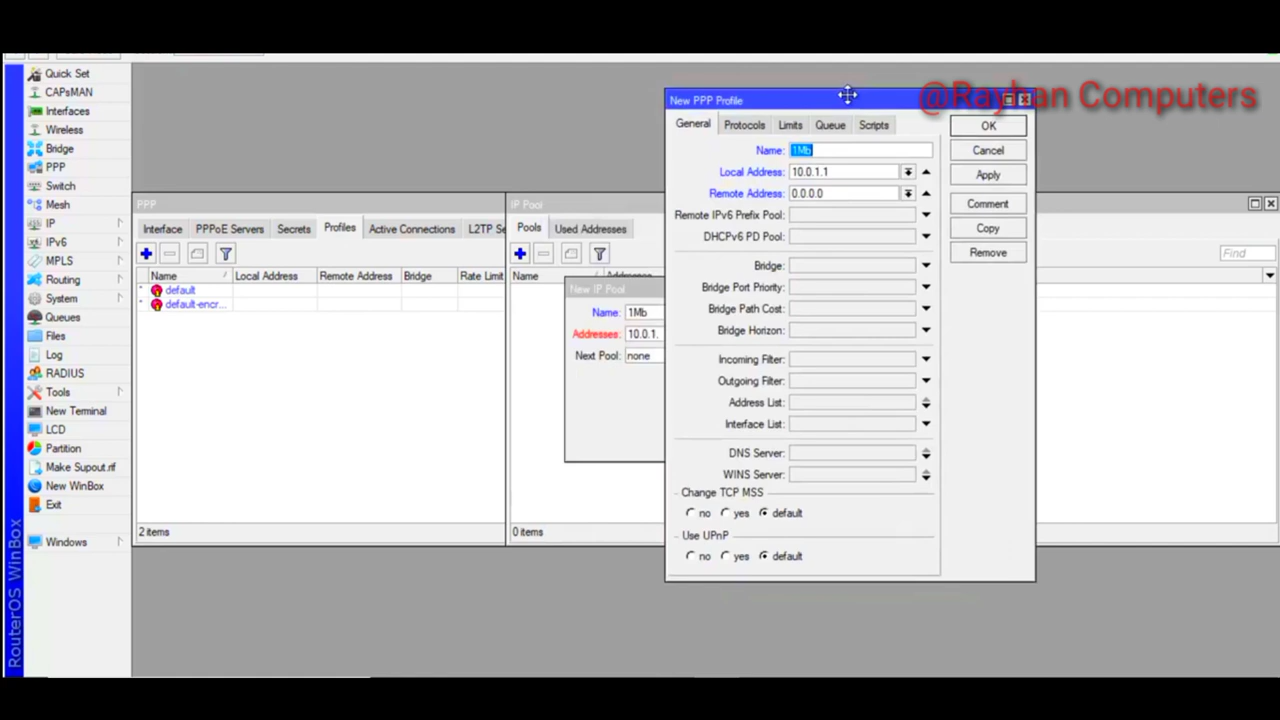 @Rayhan Computers
Quick Set
CAPsMAN
Interfaces
Wireless
Bridge
PPP
Switch
Mesh
IP
IPv6
MPLS
Routing
System
Queues
Files
Log
RADIUS
Tools
New Terminal
LCD
Partition
Make Supout.rif
New WinBox
Exit
Windows
RouterOS WinBox
PPP
Interface PPPoE Servers Secrets Profiles Active Connections L2TP Se
Name Local Address Remote Address Bridge Rate Limit
* default
* default-encr...
2 items
IP Pool
Pools Used Addresses
Find
Name Addresses
0 items
New IP Pool
Name: 1Mb
Addresses: 10.0.1.
Next Pool: none
New PPP Profile
General Protocols Limits Queue Scripts
Name: 1Mb
Local Address: 10.0.1.1
Remote Address: 0.0.0.0
Remote IPv6 Prefix Pool:
DHCPv6 PD Pool:
Bridge:
Bridge Port Priority:
Bridge Path Cost:
Bridge Horizon:
Incoming Filter:
Outgoing Filter:
Address List:
Interface List:
DNS Server:
WINS Server:
Change TCP MSS
no yes default
Use UPnP
no yes default
OK
Cancel
Apply
Comment
Copy
Remove